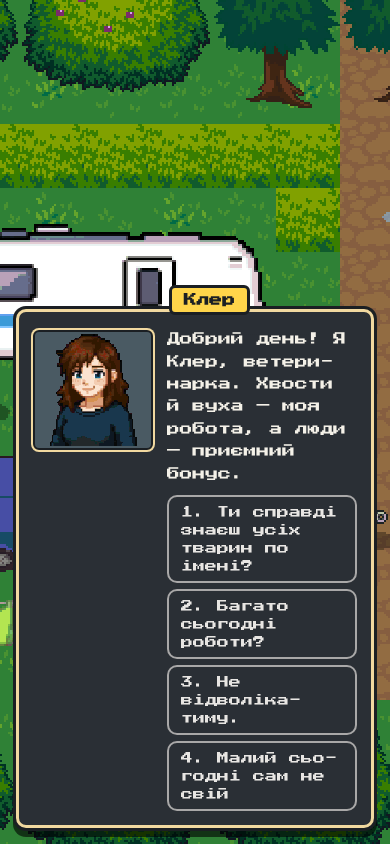 Клер
Добрий день! Я
Клер, ветери-
нарка. Хвости
й вуха — моя
робота, а люди
— приємний
бонус.
1. Ти справді
знаєш усіх
тварин по
імені?
2. Багато
сьогодні
роботи?
3. Не
відволіка-
тиму.
4. Малий сьо-
годні сам не
свій